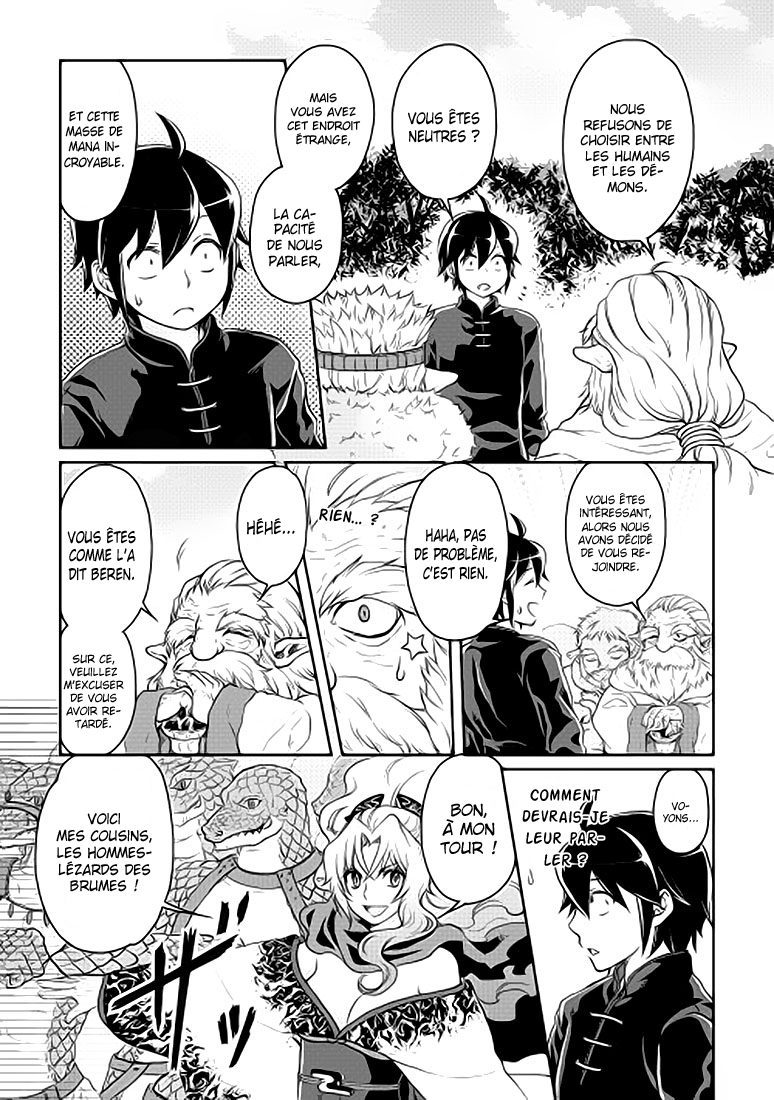 NOUS
REFUSONS DE
CHOISIR ENTRE
LES HUMAINS
ET LES DÉ-
MONS.
VOUS ÊTES
NEUTRES ?
MAIS
VOUS AVEZ
CET ENDROIT
ÉTRANGE,
LA CA-
PACITÉ
DE NOUS
PARLER,
ET CETTE
MASSE DE
MANA IN-
CROYABLE.
VOUS ÊTES
INTÉRESSANT,
ALORS NOUS
AVONS DÉCIDÉ
DE VOUS RE-
JOINDRE.
HAHA, PAS
DE PROBLÈME,
C'EST RIEN.
RIEN... ?
HÉHÉ...
VOUS ÊTES
COMME L'A
DIT BEREN.
SUR CE,
VEUILLEZ
M'EXCUSER
DE VOUS
AVOIR RE-
TARDÉ.
VO-
YONS...
COMMENT
DEVRAIS-JE
LEUR PAR-
LER ?
BON,
À MON
TOUR !
VOICI
MES COUSINS,
LES HOMMES-
LÉZARDS DES
BRUMES !